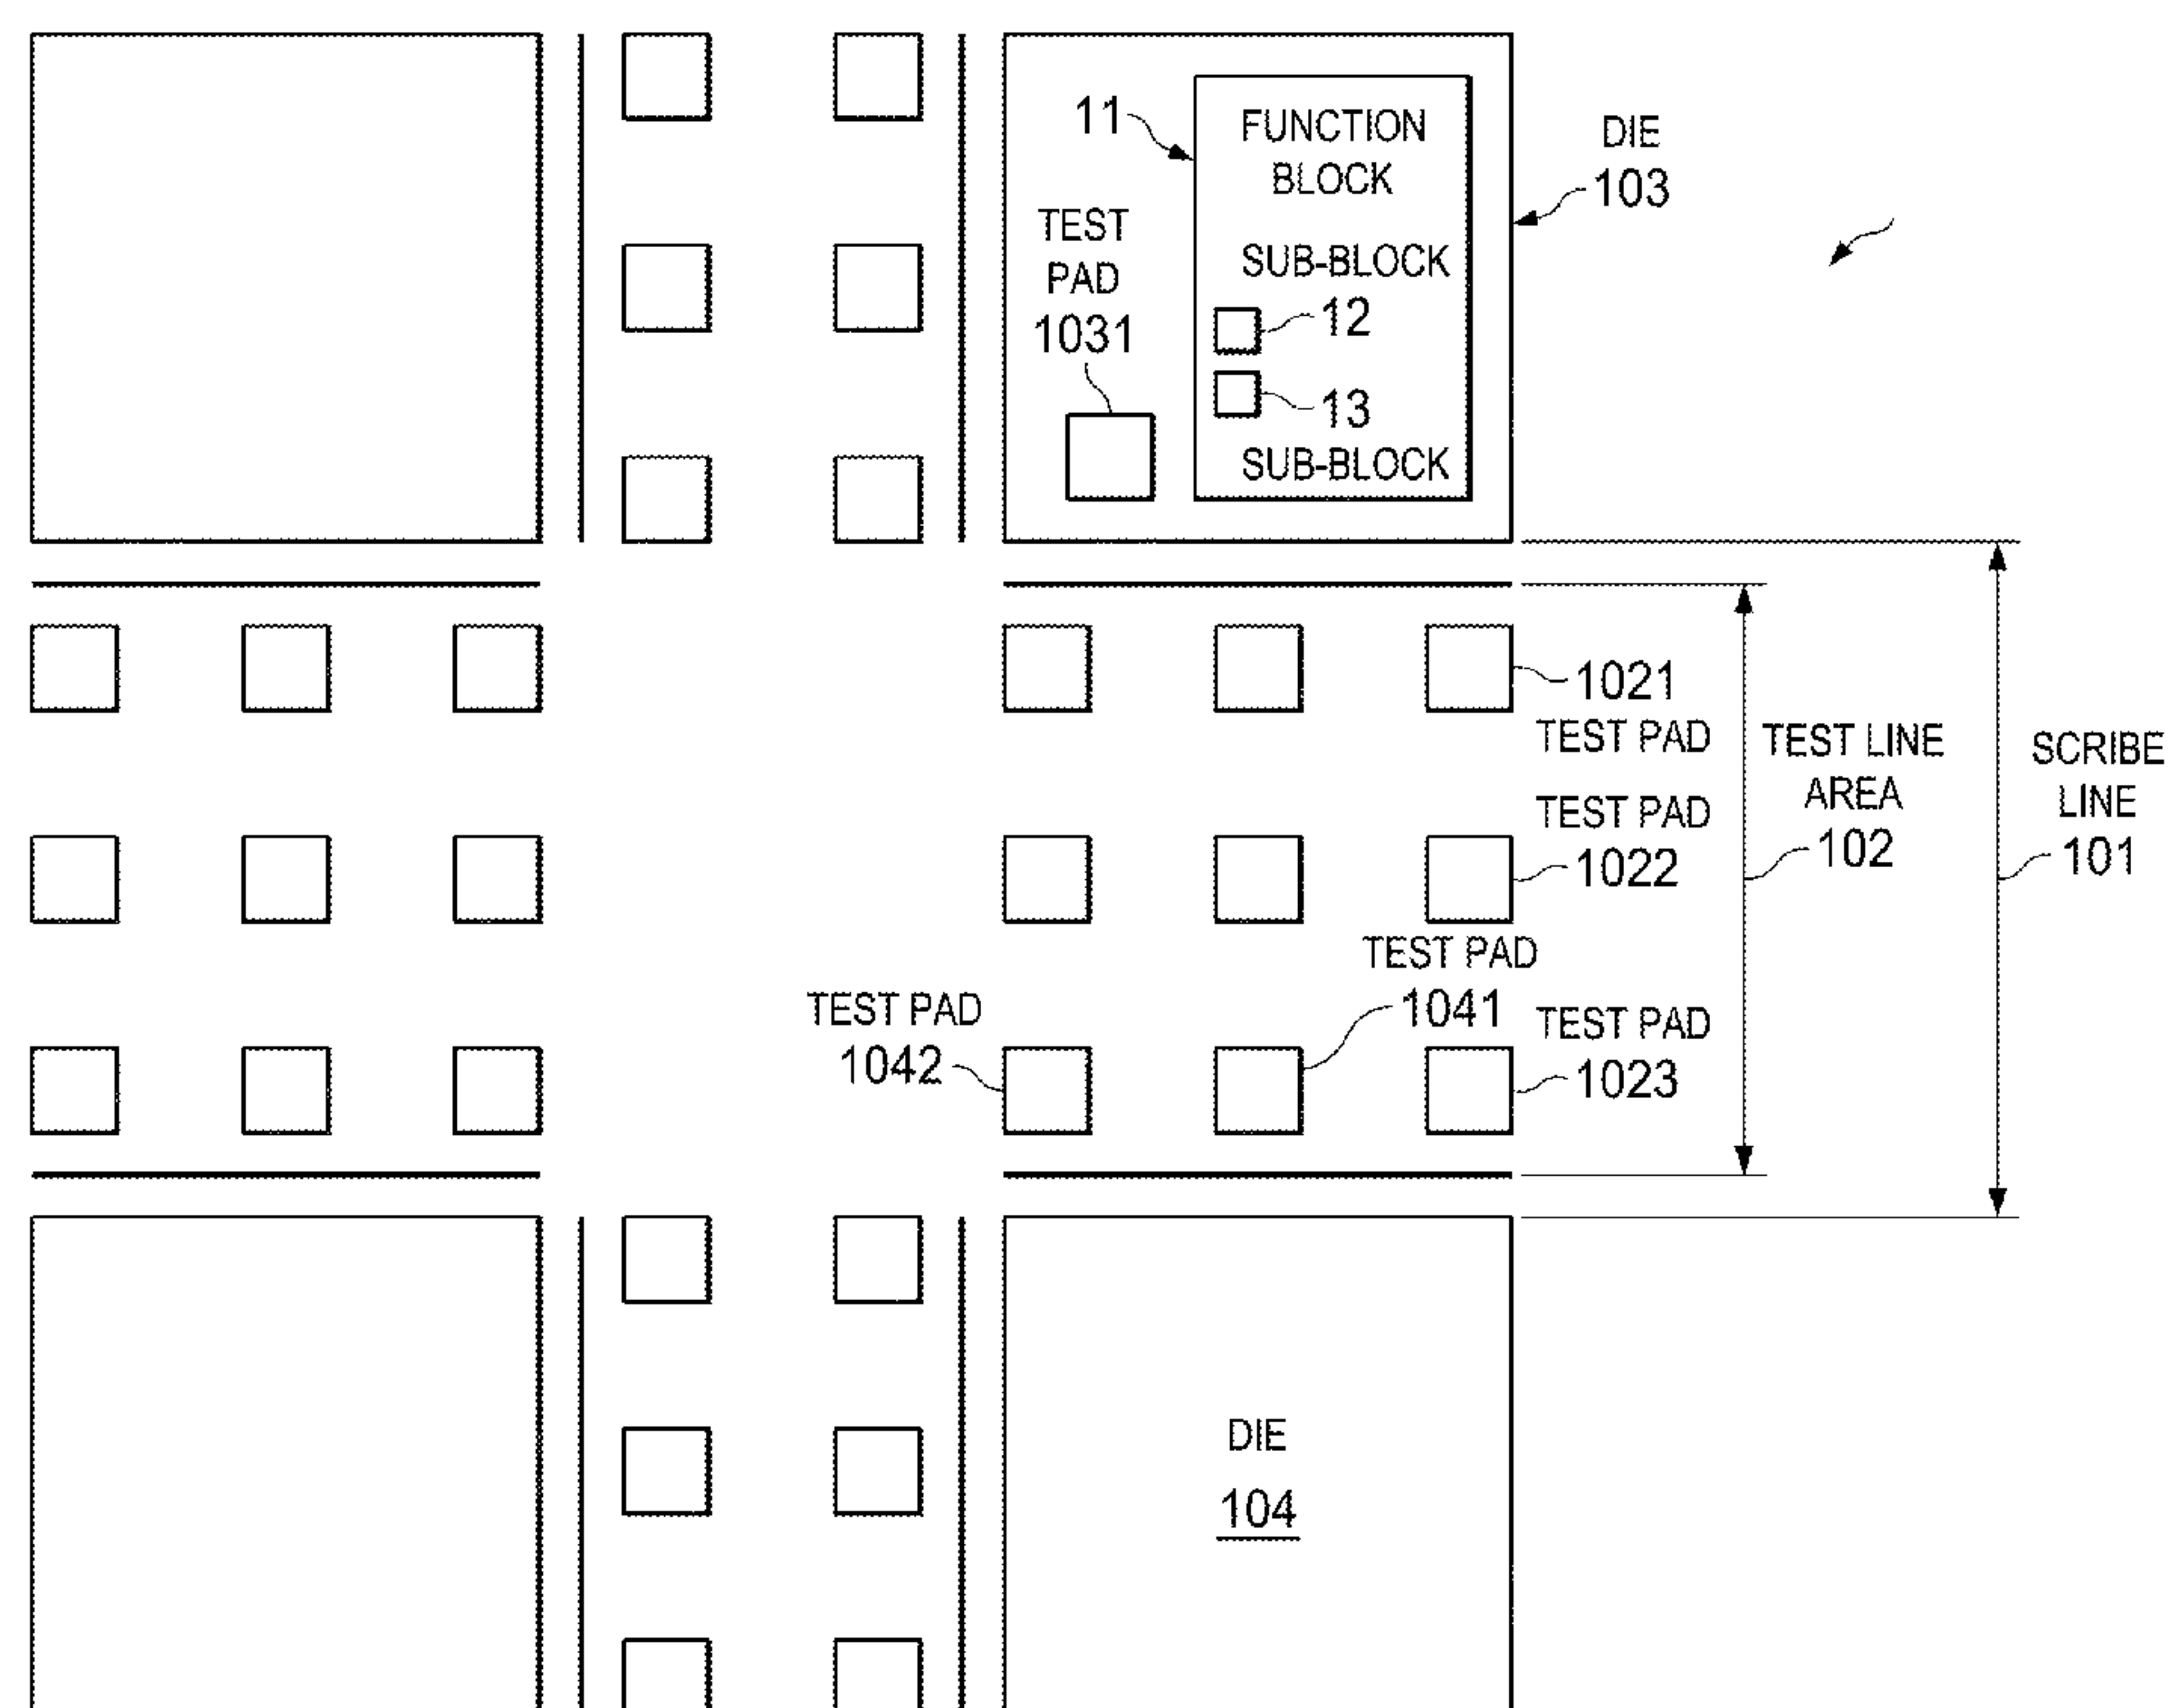 11
FUNCTION
BLOCK
DIE
103
TEST
PAD
1031
SUB-BLOCK
12
13
SUB-BLOCK
1021
TEST PAD
TEST PAD
1022
TEST LINE
AREA
102
SCRIBE
LINE
101
TEST PAD
1041
TEST PAD
1042
TEST PAD
1023
DIE
104